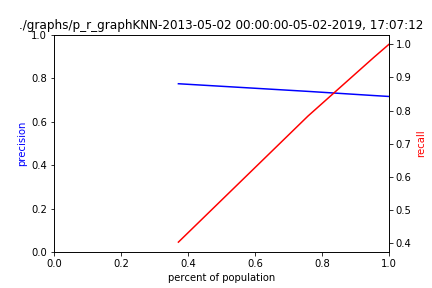 ./graphs/p_r_graphKNN-2013-05-02 00:00:00-05-02-2019, 17:07:12
1.0
0.8
0.6
0.4
0.2
0.0
precision
0.0 0.2 0.4 0.6 0.8 1.0
percent of population
1.0
0.9
0.8
0.7
0.6
0.5
0.4
recall